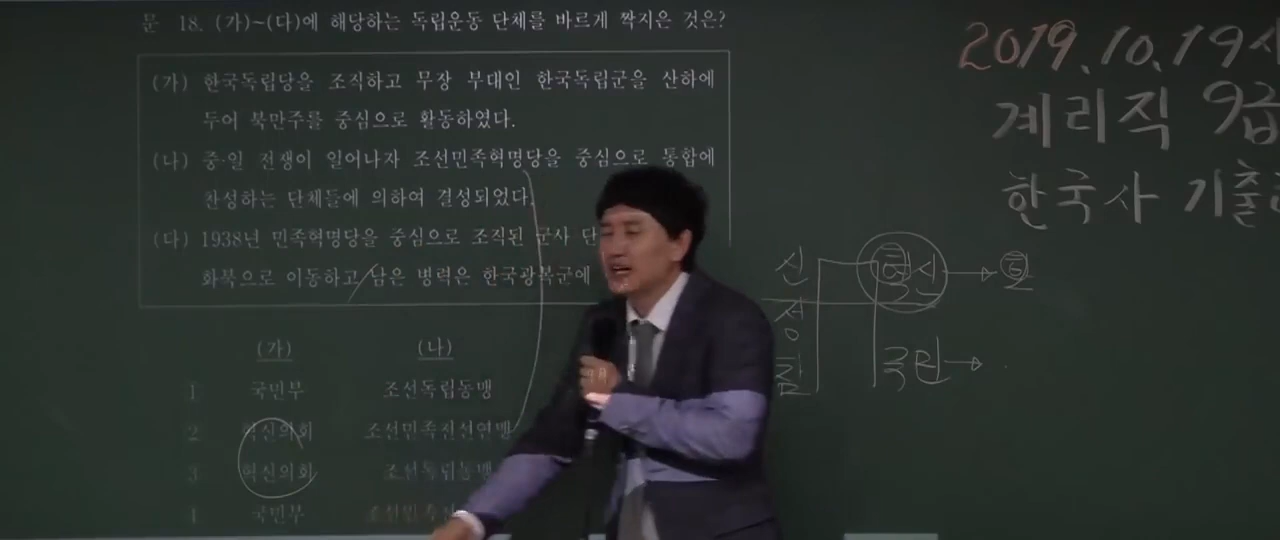 문 18. (가)~(다)에 해당하는 독립운동 단체를 바르게 짝지은 것은?
(가) 한국독립당을 조직하고 무장 부대인 한국독립군을 산하에
두어 북만주를 중심으로 활동하였다.
(나) 중·일 전쟁이 일어나자 조선민족혁명당을 중심으로 통합에
찬성하는 단체들에 의하여 결성되었다.
(다) 1938년 민족혁명당을 중심으로 조직된 군사 단
화북으로 이동하고 남은 병력은 한국광복군에
(가) (나)
1 국민부 조선독립동맹
2 혁신의회 조선민족전선연맹
3 혁신의회 조선독립동맹
국민부
2019.10.19
계리직 9급
한국사 기출
신
정
참
혁신
국민